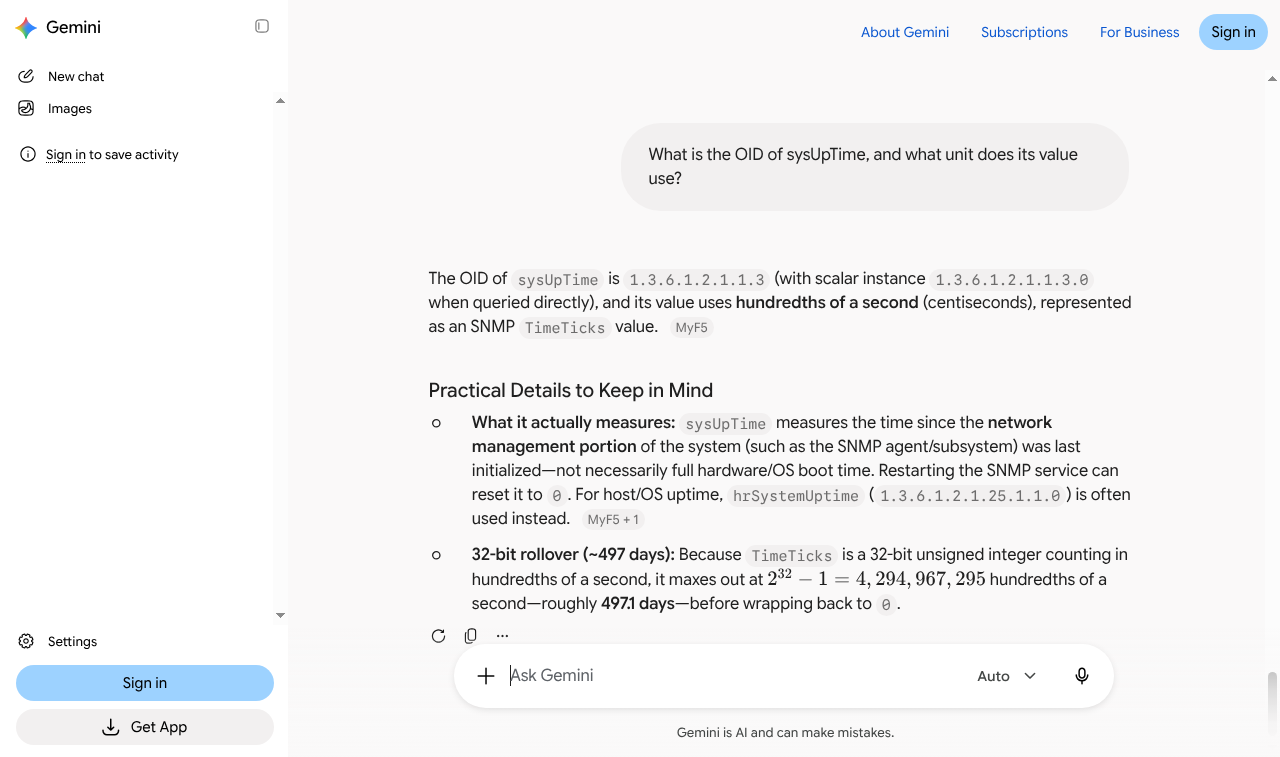 Gemini
New chat
Images
Sign in to save activity
Settings
Sign in
Get App
About Gemini
Subscriptions
For Business
Sign in
What is the OID of sysUpTime, and what unit does its value
use?
The OID of sysUpTime is 1.3.6.1.2.1.1.3 (with scalar instance 1.3.6.1.2.1.1.3.0
when queried directly), and its value uses hundredths of a second (centiseconds), represented
as an SNMP TimeTicks value. MyF5
Practical Details to Keep in Mind
What it actually measures: sysUpTime measures the time since the network
management portion of the system (such as the SNMP agent/subsystem) was last
initialized—not necessarily full hardware/OS boot time. Restarting the SNMP service can
reset it to 0. For host/OS uptime, hrSystemUptime (1.3.6.1.2.1.25.1.1.0) is often
used instead. MyF5 + 1
32-bit rollover (~497 days): Because TimeTicks is a 32-bit unsigned integer counting in
hundredths of a second, it maxes out at 2³² − 1 = 4, 294, 967, 295 hundredths of a
second—roughly 497.1 days—before wrapping back to 0.
Ask Gemini
Auto
Gemini is AI and can make mistakes.